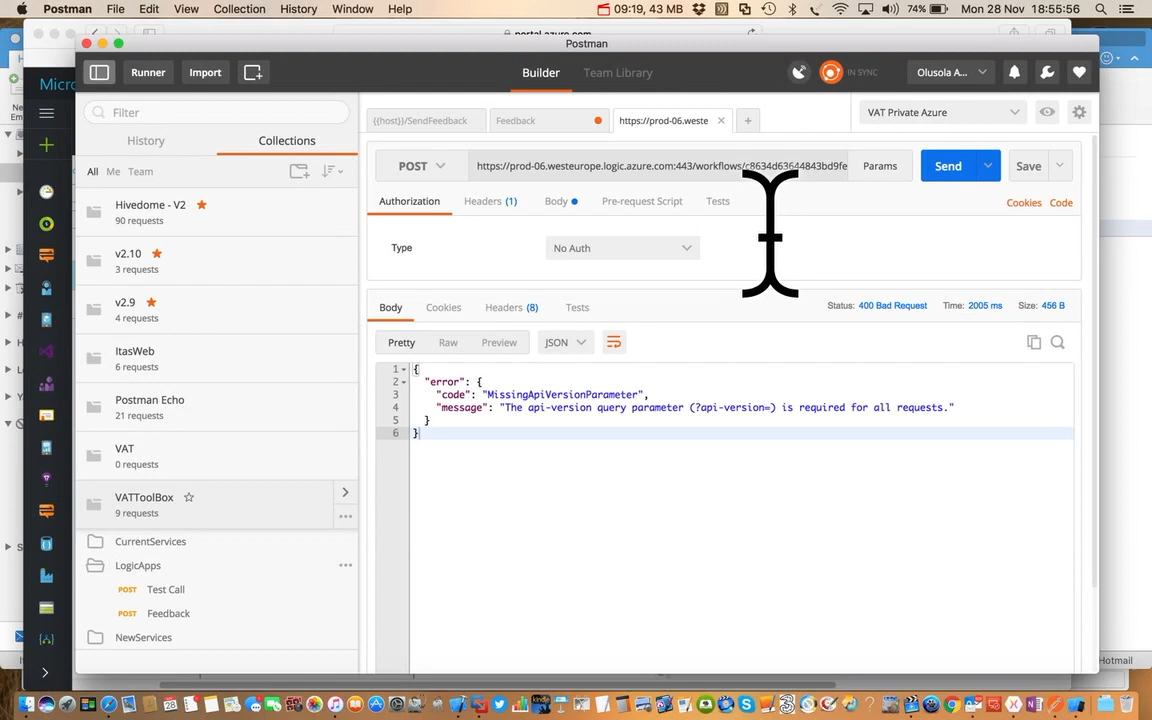 Postman File Edit View Collection History Window Help 09:19, 43 MB 74% Mon 28 Nov 18:55:56
portal.azure.com
Postman
Runner Import Builder Team Library IN SYNC Olusola A...
Micro
Filter
History Collections
All Me Team
Hivedome - V2
90 requests
v2.10
3 requests
v2.9
4 requests
ItasWeb
6 requests
Postman Echo
21 requests
VAT
0 requests
VATToolBox
9 requests
CurrentServices
LogicApps
POST Test Call
POST Feedback
NewServices
{{host}}/SendFeedback Feedback https://prod-06.weste VAT Private Azure
POST https://prod-06.westeurope.logic.azure.com:443/workflows/c8634d63644843bd9fe Params Send Save
Authorization Headers (1) Body Pre-request Script Tests Cookies Code
Type No Auth
Body Cookies Headers (8) Tests Status: 400 Bad Request Time: 2005 ms Size: 456 B
Pretty Raw Preview JSON
1 {
2 "error": {
3 "code": "MissingApiVersionParameter",
4 "message": "The api-version query parameter (?api-version=) is required for all requests."
5 }
6 }
Hotmail